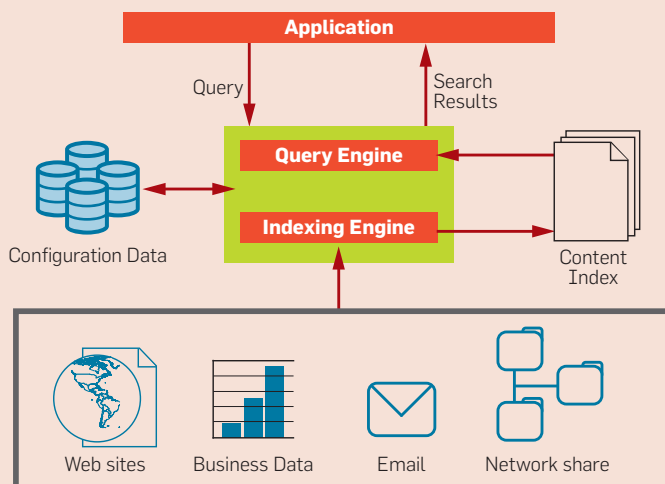 Application
Query
Search
Results
Query Engine
Indexing Engine
Configuration Data
Content
Index
Web sites
Business Data
Email
Network share